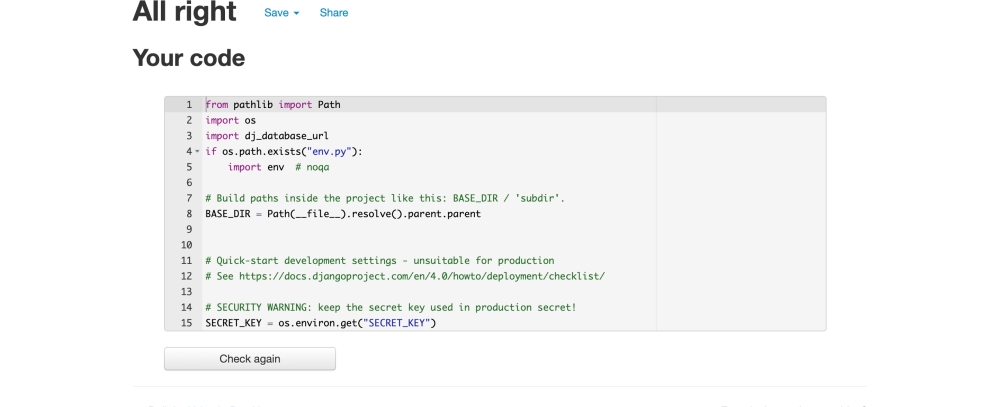 All right Save Share
Your code
1 from pathlib import Path
2 import os
3 import dj_database_url
4 if os.path.exists("env.py"):
5 import env # noqa
6
7 # Build paths inside the project like this: BASE_DIR / 'subdir'.
8 BASE_DIR = Path(__file__).resolve().parent.parent
9
10
11 # Quick-start development settings - unsuitable for production
12 # See https://docs.djangoproject.com/en/4.0/howto/deployment/checklist/
13
14 # SECURITY WARNING: keep the secret key used in production secret!
15 SECRET_KEY = os.environ.get("SECRET_KEY")
Check again